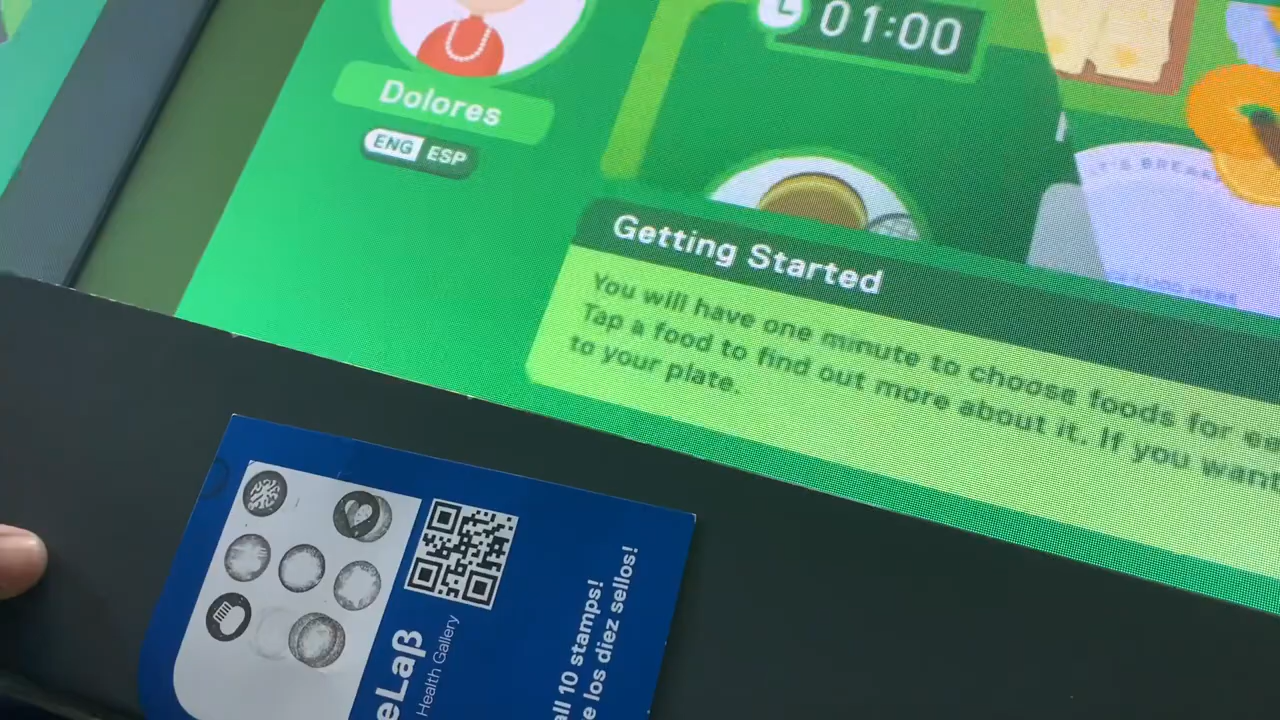 01:00
Dolores
ENG ESP
Getting Started
You will have one minute to choose foods for
Tap a food to find out more about it. If you want
to your plate.
eLaß
Health Gallery
all 10 stamps!
e los diez sellos!